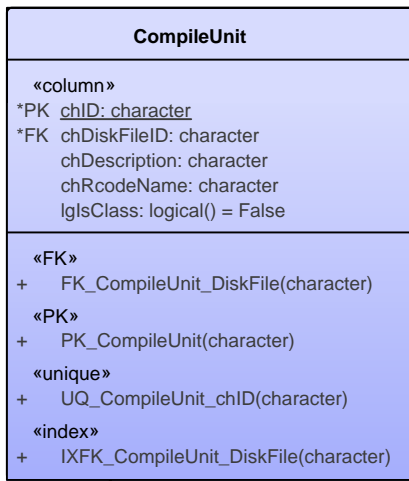 CompileUnit
«column»
*PK chID: character
*FK chDiskFileID: character
chDescription: character
chRcodeName: character
lgIsClass: logical() = False
«FK»
+ FK_CompileUnit_DiskFile(character)
«PK»
+ PK_CompileUnit(character)
«unique»
+ UQ_CompileUnit_chID(character)
«index»
+ IXFK_CompileUnit_DiskFile(character)